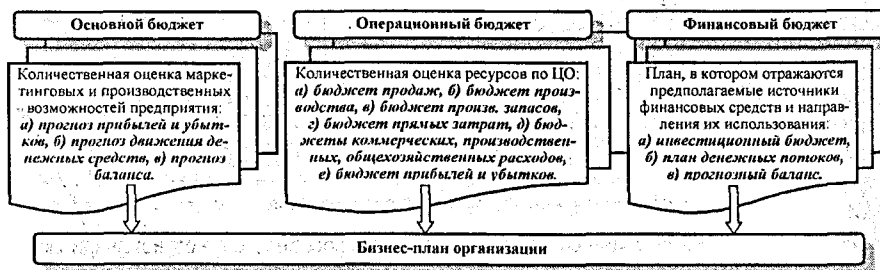 Основной бюджет
Количественная оценка марке-
тинговых и производственных
возможностей предприятия:
а) прогноз прибылей и убыт-
ков, б) прогноз движения де-
нежных средств, в) прогноз
баланса.
. Операционный бюджет
Количественная оценка ресурсов по ЦО:
а) бюджет продаж, б) бюджет произ-
водства, в) бюджет произв. запасов,
г) бюджет прямых затрат, д) бюд-
жеты коммерческих, производствен-
ных, общехозяйственных расходов,
е) бюджет прибылей и убытков.
Финансовый бюджет
План, в котором отражаются
предполагаемые источники
финансовых средств и направ-
ления их использования:
а) инвестиционный бюджет,
б) план денежных потоков,
в) прогнозный баланс.
Бизнес-план организации